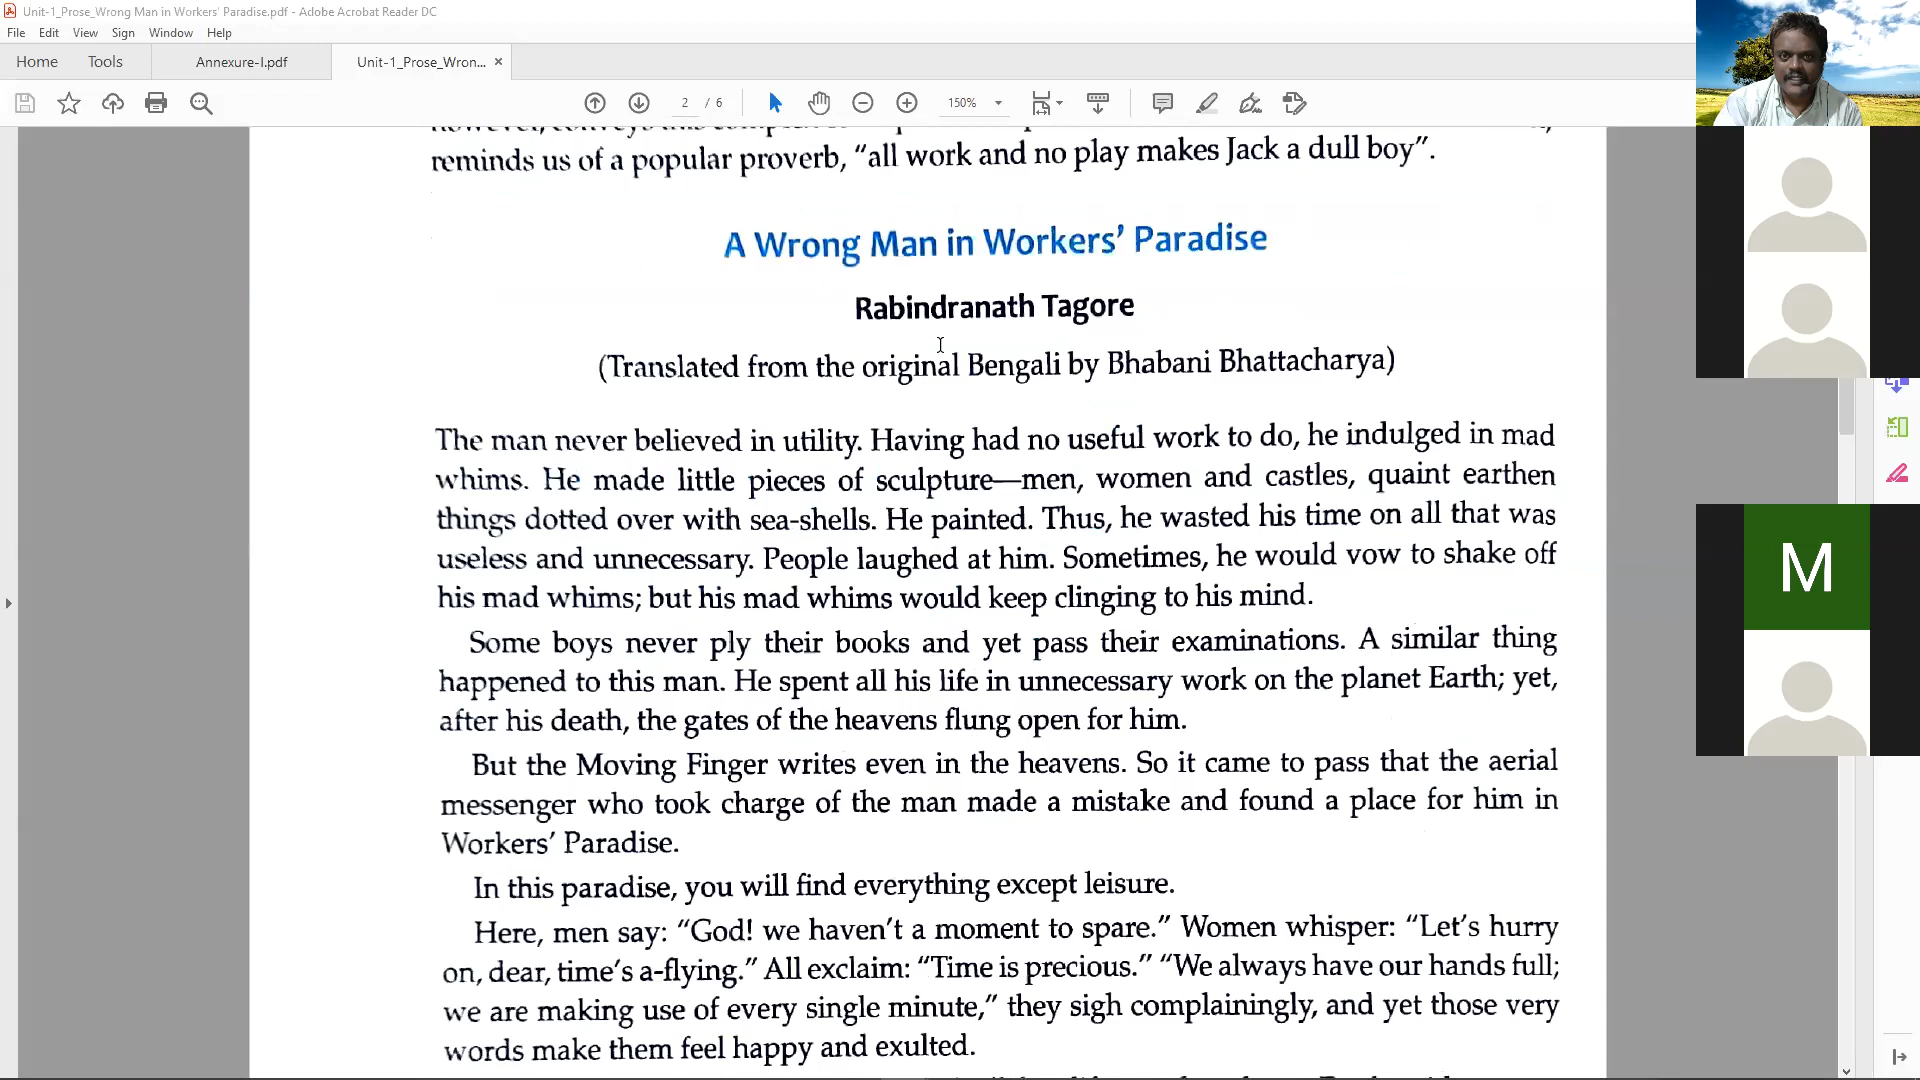 Unit-1_Prose_Wrong Man in Workers' Paradise.pdf - Adobe Acrobat Reader DC
File Edit View Sign Window Help
Home Tools Annexure-I.pdf Unit-1_Prose_Wron... ×
2 / 6 150%
reminds us of a popular proverb, “all work and no play makes Jack a dull boy”.
A Wrong Man in Workers’ Paradise
Rabindranath Tagore
(Translated from the original Bengali by Bhabani Bhattacharya)
The man never believed in utility. Having had no useful work to do, he indulged in mad
whims. He made little pieces of sculpture—men, women and castles, quaint earthen
things dotted over with sea-shells. He painted. Thus, he wasted his time on all that was
useless and unnecessary. People laughed at him. Sometimes, he would vow to shake off
his mad whims; but his mad whims would keep clinging to his mind.
Some boys never ply their books and yet pass their examinations. A similar thing
happened to this man. He spent all his life in unnecessary work on the planet Earth; yet,
after his death, the gates of the heavens flung open for him.
But the Moving Finger writes even in the heavens. So it came to pass that the aerial
messenger who took charge of the man made a mistake and found a place for him in
Workers’ Paradise.
In this paradise, you will find everything except leisure.
Here, men say: “God! we haven’t a moment to spare.” Women whisper: “Let’s hurry
on, dear, time’s a-flying.” All exclaim: “Time is precious.” “We always have our hands full;
we are making use of every single minute,” they sigh complainingly, and yet those very
words make them feel happy and exulted.
M